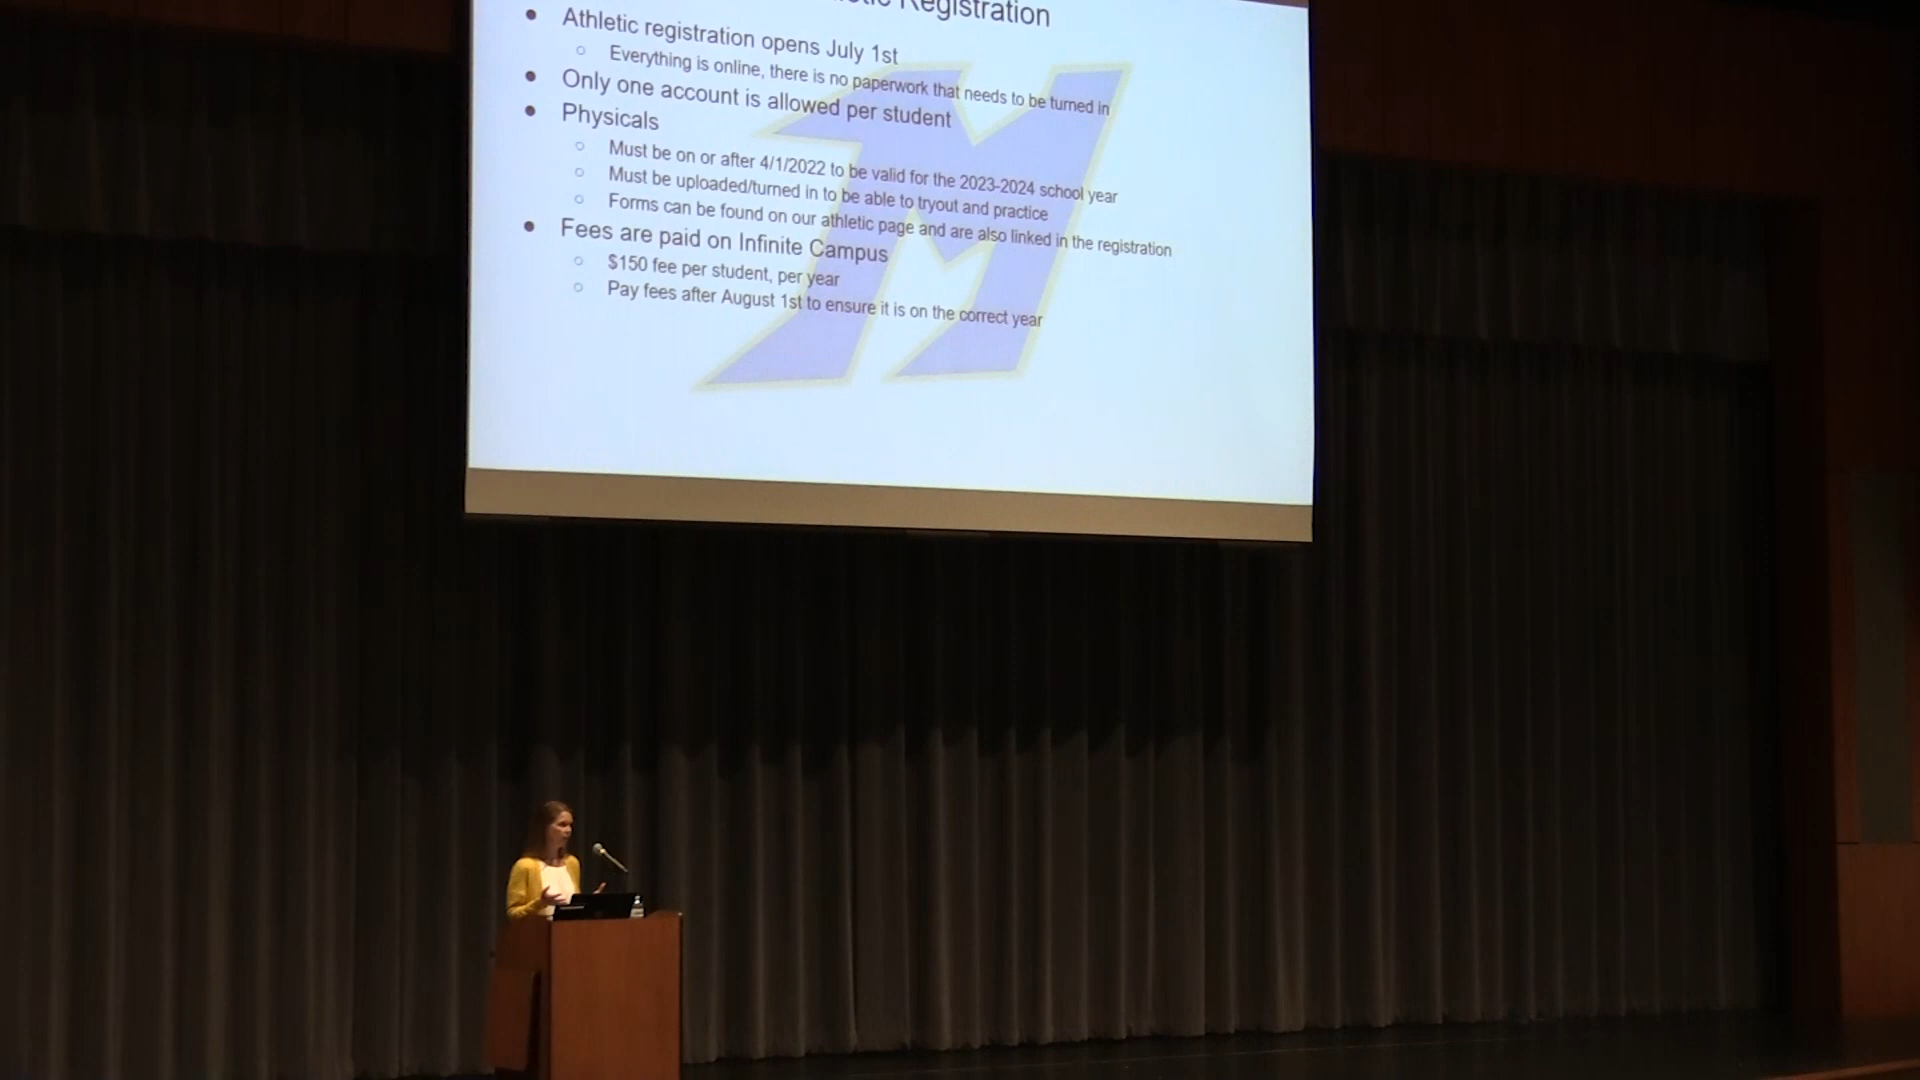 Registration
• Athletic registration opens July 1st
○ Everything is online, there is no paperwork that needs to be turned in
• Only one account is allowed per student
• Physicals
○ Must be on or after 4/1/2022 to be valid for the 2023-2024 school year
○ Must be uploaded/turned in to be able to tryout and practice
○ Forms can be found on our athletic page and are also linked in the registration
• Fees are paid on Infinite Campus
○ $150 fee per student, per year
○ Pay fees after August 1st to ensure it is on the correct year
M